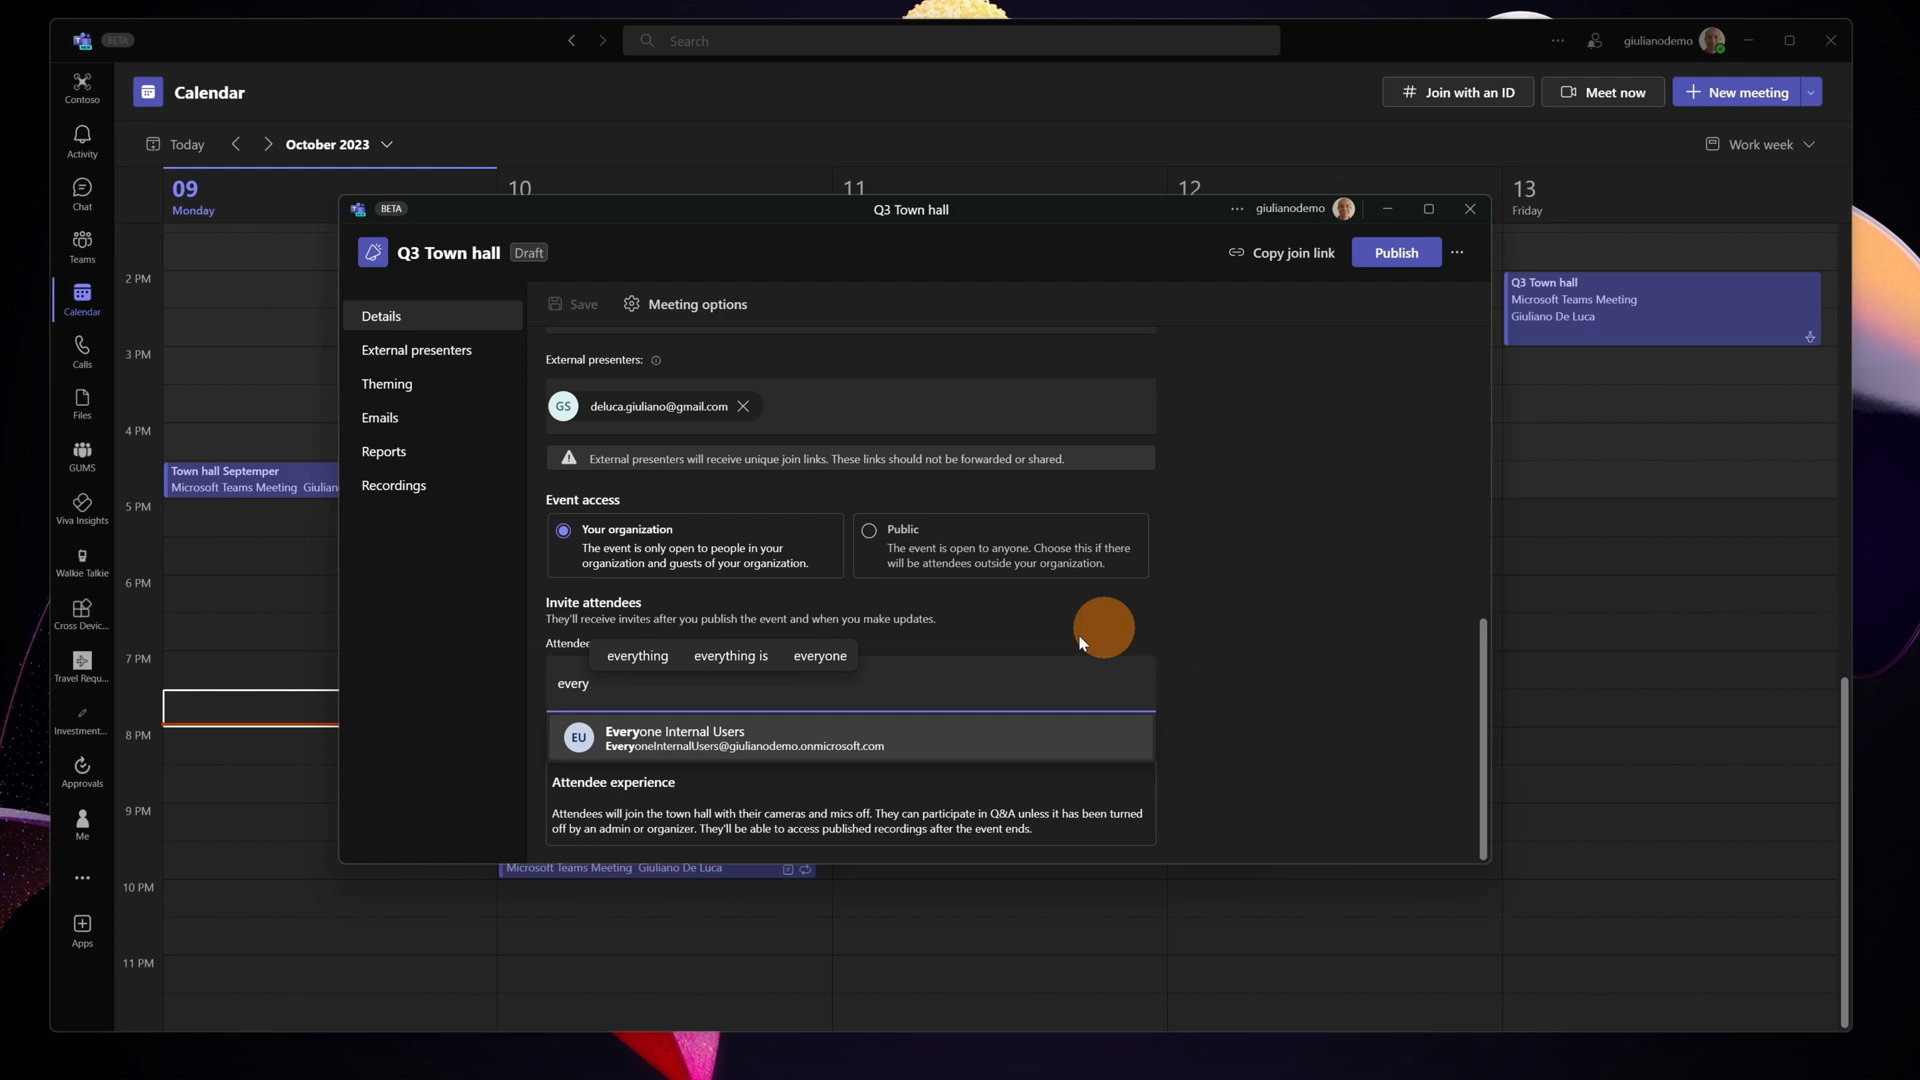 BETA
Search
giulianodemo
Contoso
Activity
Chat
Teams
Calendar
Calls
Files
GUMS
Viva Insights
Walkie Talkie
Cross Devic...
Travel Requ...
Investment...
Approvals
Me
Apps
Calendar
Join with an ID
Meet now
New meeting
Today
October 2023
Work week
09
Monday
10
11
12
13
Friday
2 PM
3 PM
4 PM
5 PM
6 PM
7 PM
8 PM
9 PM
10 PM
11 PM
Town hall Septemper
Microsoft Teams Meeting Giulian
Q3 Town hall
Microsoft Teams Meeting
Giuliano De Luca
Microsoft Teams Meeting Giuliano De Luca
BETA
Q3 Town hall
giulianodemo
Q3 Town hall
Draft
Copy join link
Publish
Details
External presenters
Theming
Emails
Reports
Recordings
Save
Meeting options
External presenters:
GS
deluca.giuliano@gmail.com
External presenters will receive unique join links. These links should not be forwarded or shared.
Event access
Your organization
The event is only open to people in your
organization and guests of your organization.
Public
The event is open to anyone. Choose this if there
will be attendees outside your organization.
Invite attendees
They'll receive invites after you publish the event and when you make updates.
Attendee
everything everything is everyone
every
EU
Everyone Internal Users
EveryoneInternalUsers@giulianodemo.onmicrosoft.com
Attendee experience
Attendees will join the town hall with their cameras and mics off. They can participate in Q&A unless it has been turned
off by an admin or organizer. They'll be able to access published recordings after the event ends.